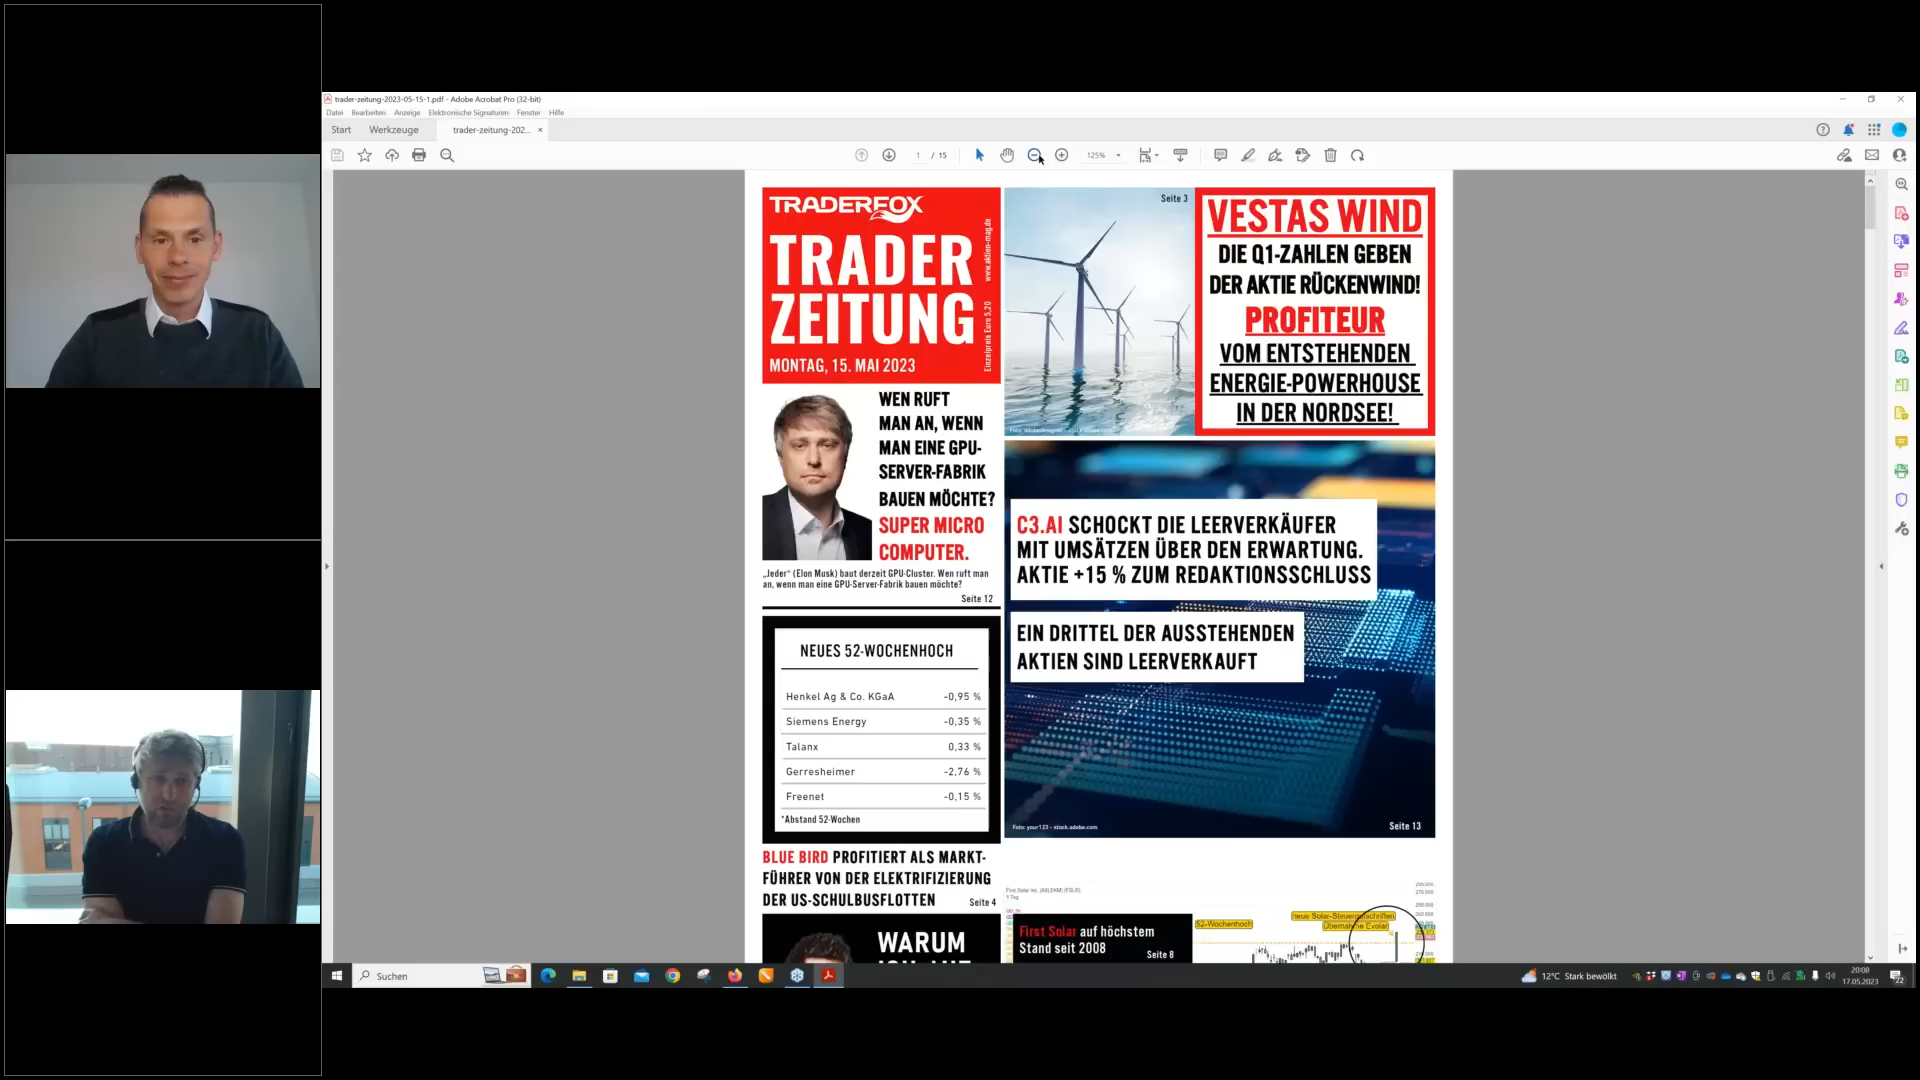 trader-zeitung-2023-05-15-1.pdf - Adobe Acrobat Pro (32-bit)
Datei Bearbeiten Anzeige Elektronische Signaturen Fenster Hilfe
Start Werkzeuge trader-zeitung-202...
1 / 15 125%
TRADERFOX
TRADER
ZEITUNG
MONTAG, 15. MAI 2023
www.aktien-mag.de
Einzelpreis Euro 5,20
Seite 3
VESTAS WIND
DIE Q1-ZAHLEN GEBEN
DER AKTIE RÜCKENWIND!
PROFITEUR
VOM ENTSTEHENDEN
ENERGIE-POWERHOUSE
IN DER NORDSEE!
WEN RUFT
MAN AN, WENN
MAN EINE GPU-
SERVER-FABRIK
BAUEN MÖCHTE?
SUPER MICRO
COMPUTER.
„Jeder“ (Elon Musk) baut derzeit GPU-Cluster. Wen ruft man
an, wenn man eine GPU-Server-Fabrik bauen möchte?
Seite 12
C3.AI SCHOCKT DIE LEERVERKÄUFER
MIT UMSÄTZEN ÜBER DEN ERWARTUNG.
AKTIE +15 % ZUM REDAKTIONSSCHLUSS
EIN DRITTEL DER AUSSTEHENDEN
AKTIEN SIND LEERVERKAUFT
Foto: your123 - stock.adobe.com
Seite 13
NEUES 52-WOCHENHOCH
Henkel Ag & Co. KGaA -0,95 %
Siemens Energy -0,35 %
Talanx 0,33 %
Gerresheimer -2,76 %
Freenet -0,15 %
*Abstand 52-Wochen
BLUE BIRD PROFITIERT ALS MARKT-
FÜHRER VON DER ELEKTRIFIZIERUNG
DER US-SCHULBUSFLOTTEN
Seite 4
WARUM
First Solar auf höchstem
Stand seit 2008
Seite 8
52-Wochenhoch
neue Solar-Steuervorschriften
Übernahme Evolar
Suchen
12°C Stark bewölkt
20:08
17.05.2023
22